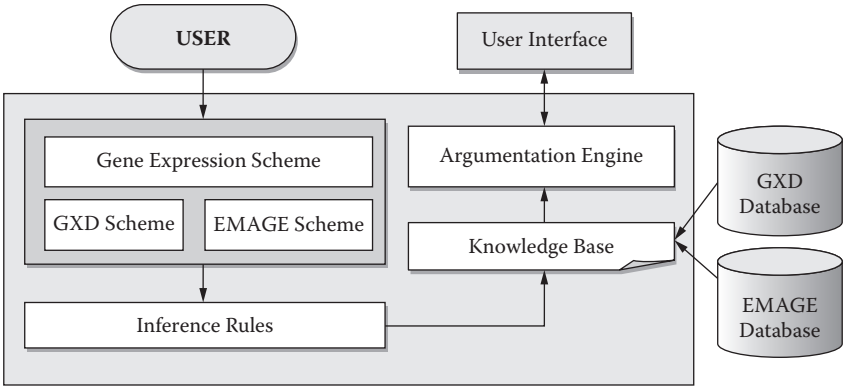 USER
User Interface
Gene Expression Scheme
Argumentation Engine
GXD Scheme
EMAGE Scheme
GXD
Database
Knowledge Base
Inference Rules
EMAGE
Database